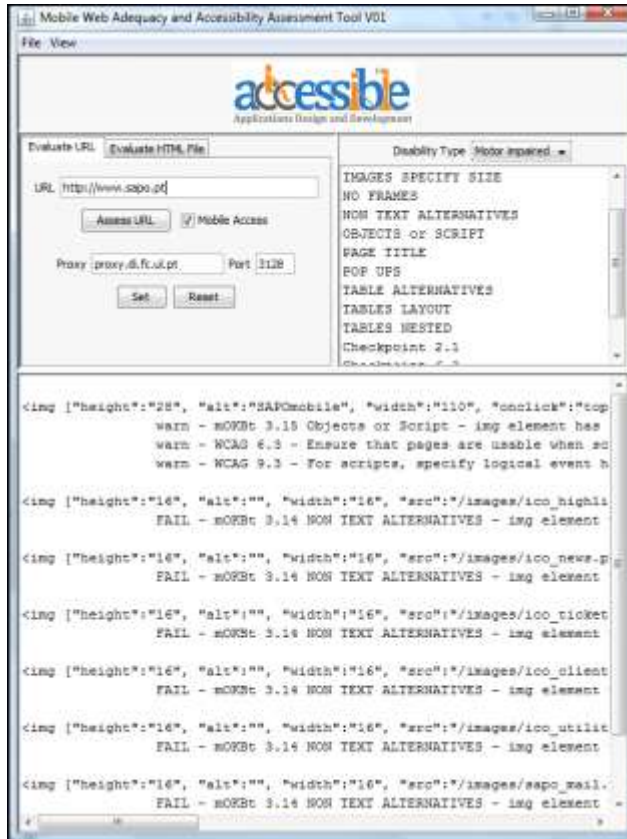 Mobile Web Adequacy and Accessibility Assessment Tool V01
File View
accessible
Applications Design and Development
Evaluate URL Evaluate HTML File
Disability Type Motor impaired
URL http://www.sapo.pt
Assess URL Mobile Access
Proxy proxy.di.fc.ul.pt Port 3128
Set Reset
IMAGES SPECIFY SIZE
NO FRAMES
NON TEXT ALTERNATIVES
OBJECTS or SCRIPT
PAGE TITLE
POP UPS
TABLE ALTERNATIVES
TABLES LAYOUT
TABLES NESTED
Checkpoint 2.1
<img ["height":"28", "alt":"SAPOmobile", "width":"110", "onclick":"top
warn - mOKBt 3.15 Objects or Script - img element has
warn - WCAG 6.3 - Ensure that pages are usable when sc
warn - WCAG 9.3 - For scripts, specify logical event h
<img ["height":"16", "alt":"", "width":"16", "src":"/images/ico_highli
FAIL - mOKBt 3.14 NON TEXT ALTERNATIVES - img element
<img ["height":"16", "alt":"", "width":"16", "src":"/images/ico_news.p
FAIL - mOKBt 3.14 NON TEXT ALTERNATIVES - img element
<img ["height":"16", "alt":"", "width":"16", "src":"/images/ico_ticket
FAIL - mOKBt 3.14 NON TEXT ALTERNATIVES - img element
<img ["height":"16", "alt":"", "width":"16", "src":"/images/ico_client
FAIL - mOKBt 3.14 NON TEXT ALTERNATIVES - img element
<img ["height":"16", "alt":"", "width":"16", "src":"/images/ico_utilit
FAIL - mOKBt 3.14 NON TEXT ALTERNATIVES - img element
<img ["height":"16", "alt":"", "width":"16", "src":"/images/sapo_mail.
FAIL - mOKBt 3.14 NON TEXT ALTERNATIVES - img element